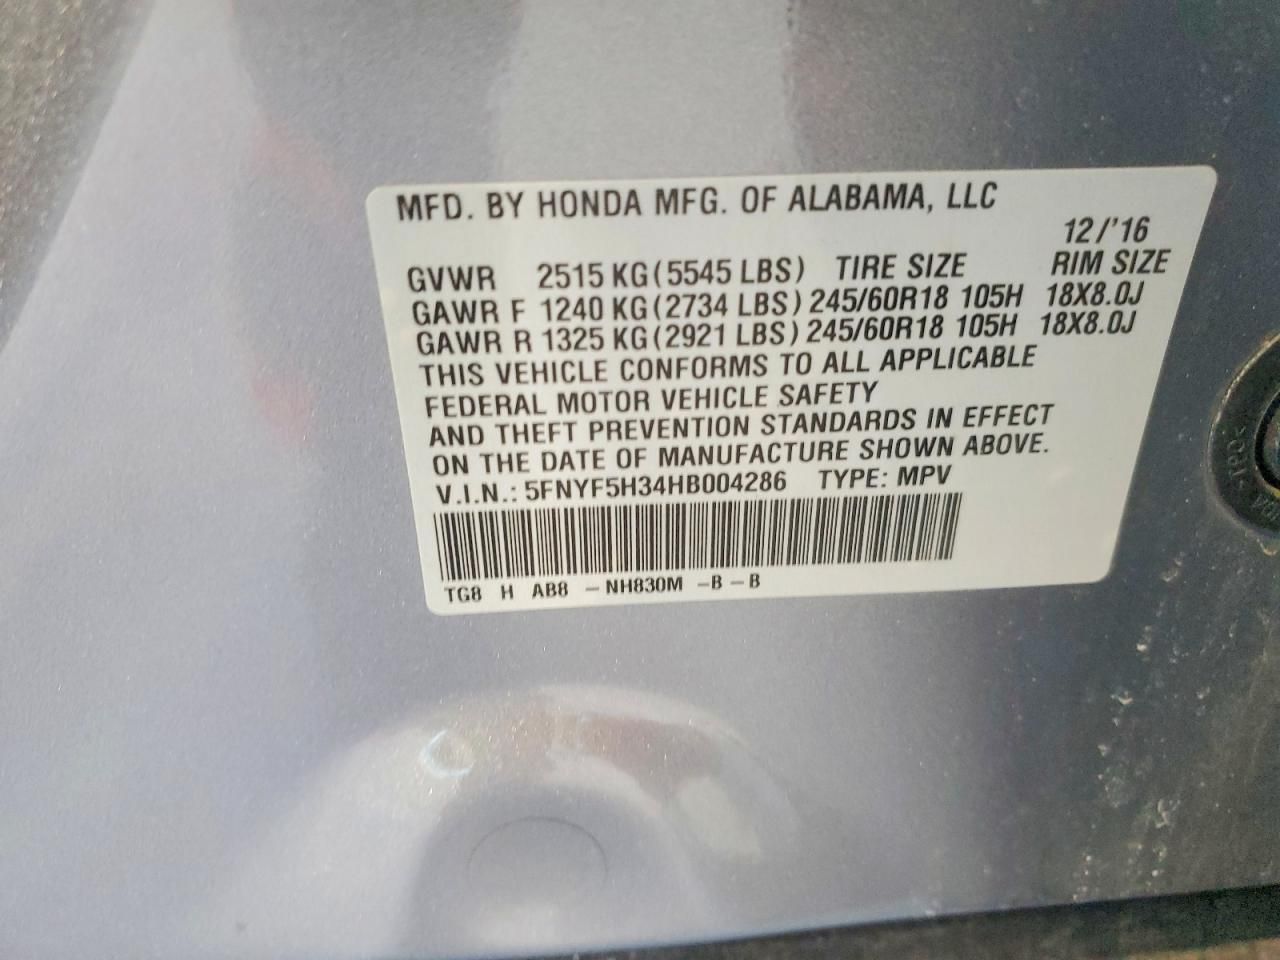 MFD. BY HONDA MFG. OF ALABAMA, LLC
12/'16
GVWR 2515 KG (5545 LBS) TIRE SIZE RIM SIZE
GAWR F 1240 KG (2734 LBS) 245/60R18 105H 18X8.0J
GAWR R 1325 KG (2921 LBS) 245/60R18 105H 18X8.0J
THIS VEHICLE CONFORMS TO ALL APPLICABLE
FEDERAL MOTOR VEHICLE SAFETY
AND THEFT PREVENTION STANDARDS IN EFFECT
ON THE DATE OF MANUFACTURE SHOWN ABOVE.
V.I.N.: 5FNYF5H34HB004286 TYPE: MPV
TG8 H AB8 - NH830M - B - B